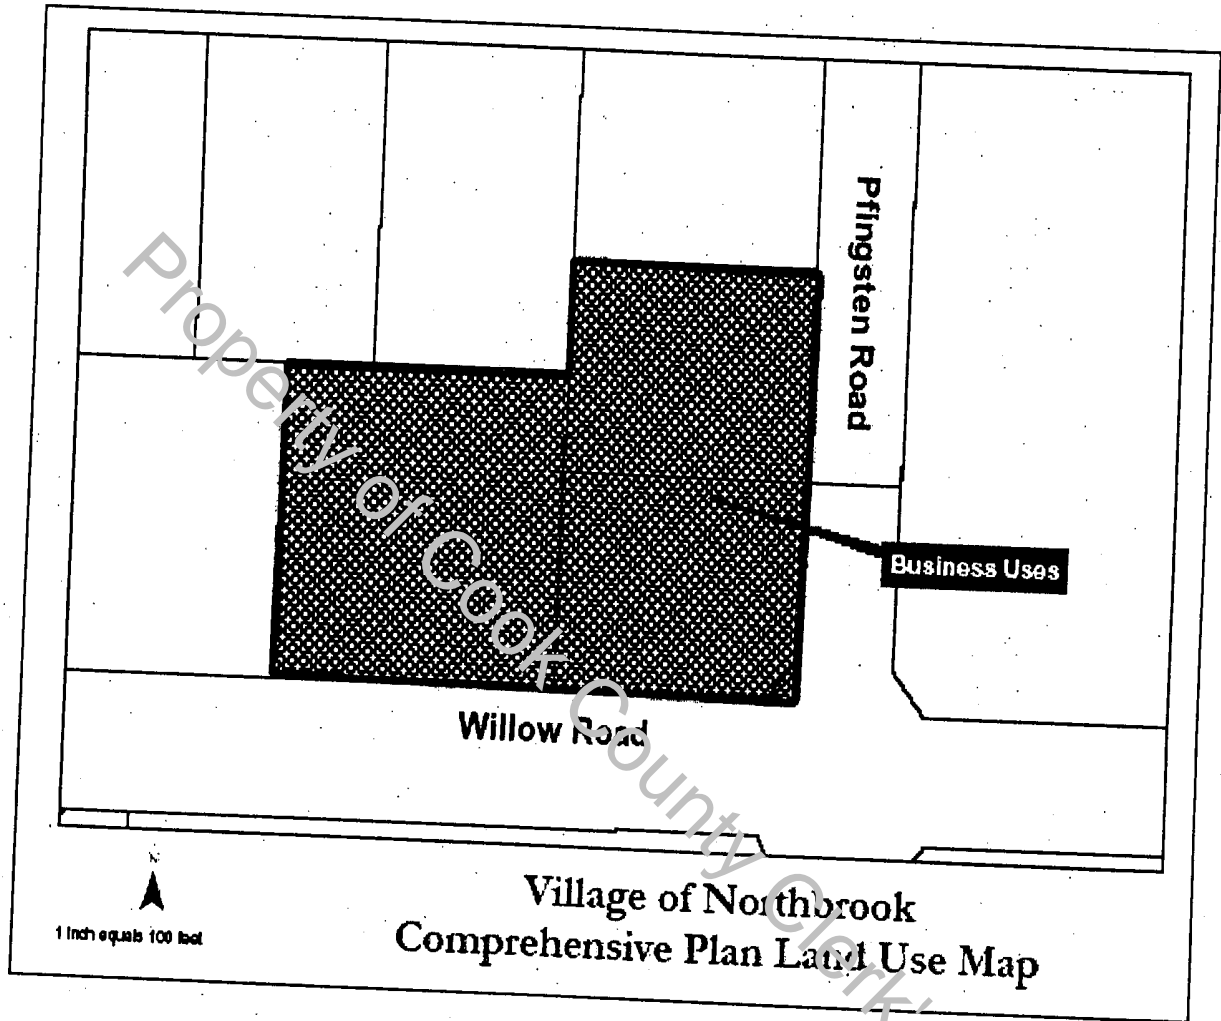 Pfingsten Road
Business Uses
Willow Road
N
1 inch equals 100 feet
Village of Northbrook
Comprehensive Plan Land Use Map
Property of Cook County Clerk'